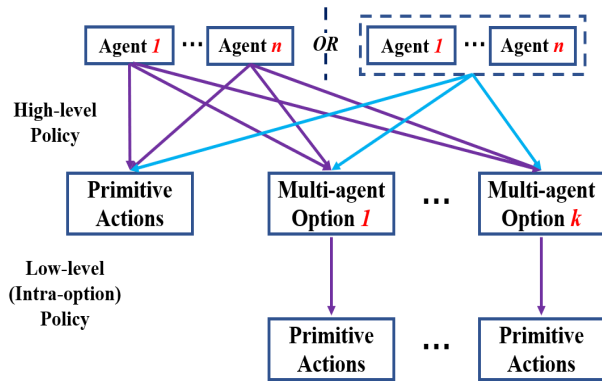 Agent 1 ... Agent n OR Agent 1 ... Agent n
High-level
Policy
Primitive
Actions
Multi-agent
Option 1
...
Multi-agent
Option k
Low-level
(Intra-option)
Policy
Primitive
Actions
...
Primitive
Actions